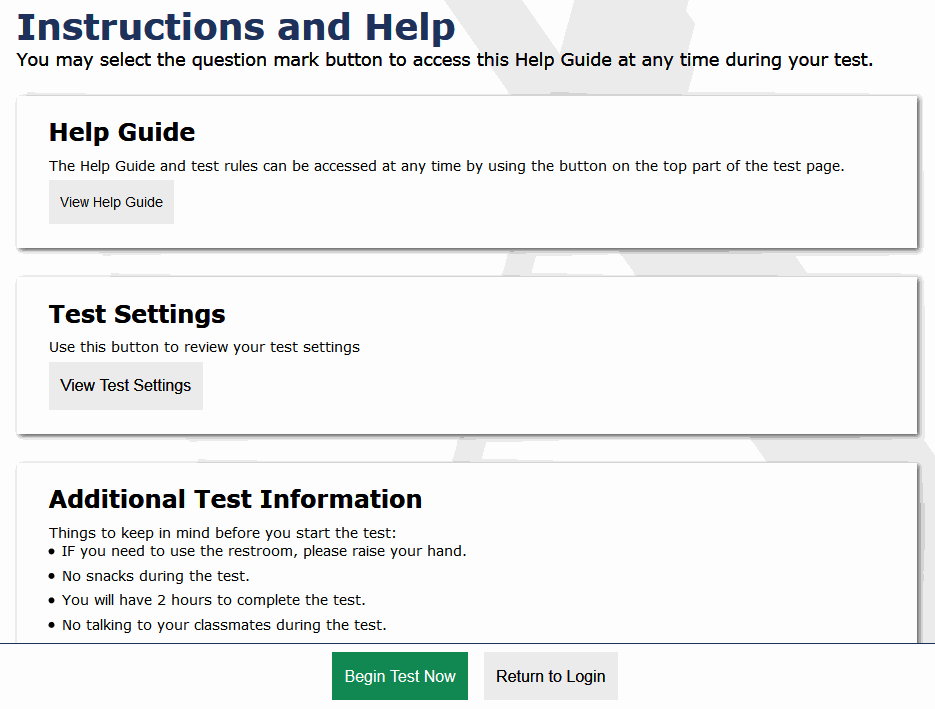 Instructions and Help
You may select the question mark button to access this Help Guide at any time during your test.
Help Guide
The Help Guide and test rules can be accessed at any time by using the button on the top part of the test page.
View Help Guide
Test Settings
Use this button to review your test settings
View Test Settings
Additional Test Information
Things to keep in mind before you start the test:
• IF you need to use the restroom, please raise your hand.
• No snacks during the test.
• You will have 2 hours to complete the test.
• No talking to your classmates during the test.
Begin Test Now
Return to Login